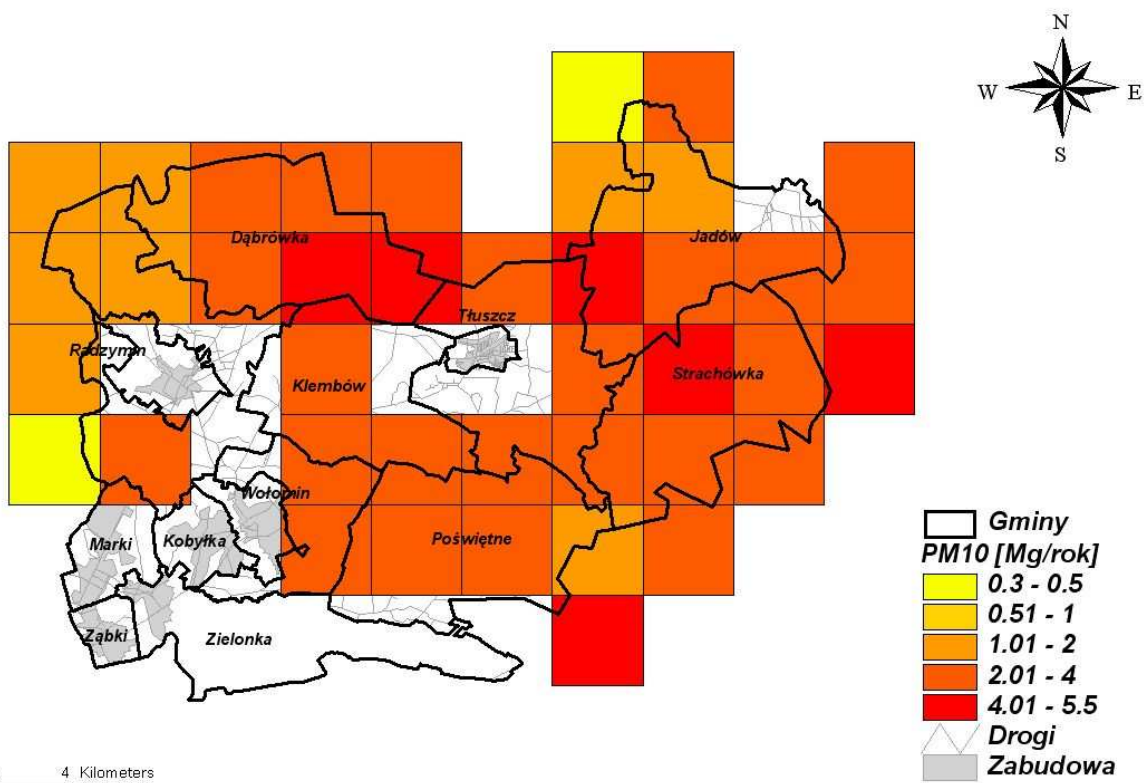 N
W
E
S
Dąbrówka
Jadów
Tłuszcz
Radzymin
Klembów
Strachówka
Wołomin
Marki
Kobyłka
Poświętne
Ząbki
Zielonka
Gminy
PM10 [Mg/rok]
0.3 - 0.5
0.51 - 1
1.01 - 2
2.01 - 4
4.01 - 5.5
Drogi
Zabudowa
4 Kilometers